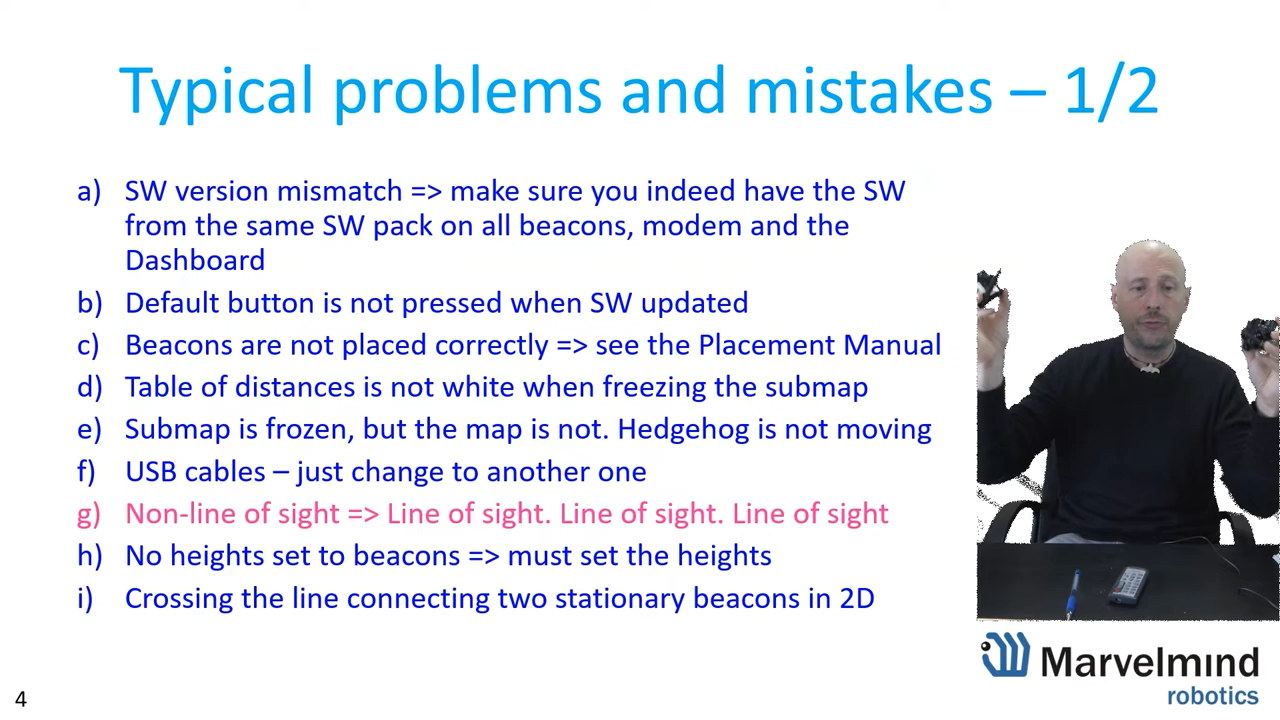 Typical problems and mistakes – 1/2
a) SW version mismatch => make sure you indeed have the SW
from the same SW pack on all beacons, modem and the
Dashboard
b) Default button is not pressed when SW updated
c) Beacons are not placed correctly => see the Placement Manual
d) Table of distances is not white when freezing the submap
e) Submap is frozen, but the map is not. Hedgehog is not moving
f) USB cables – just change to another one
g) Non-line of sight => Line of sight. Line of sight. Line of sight
h) No heights set to beacons => must set the heights
i) Crossing the line connecting two stationary beacons in 2D
Marvelmind
robotics
4